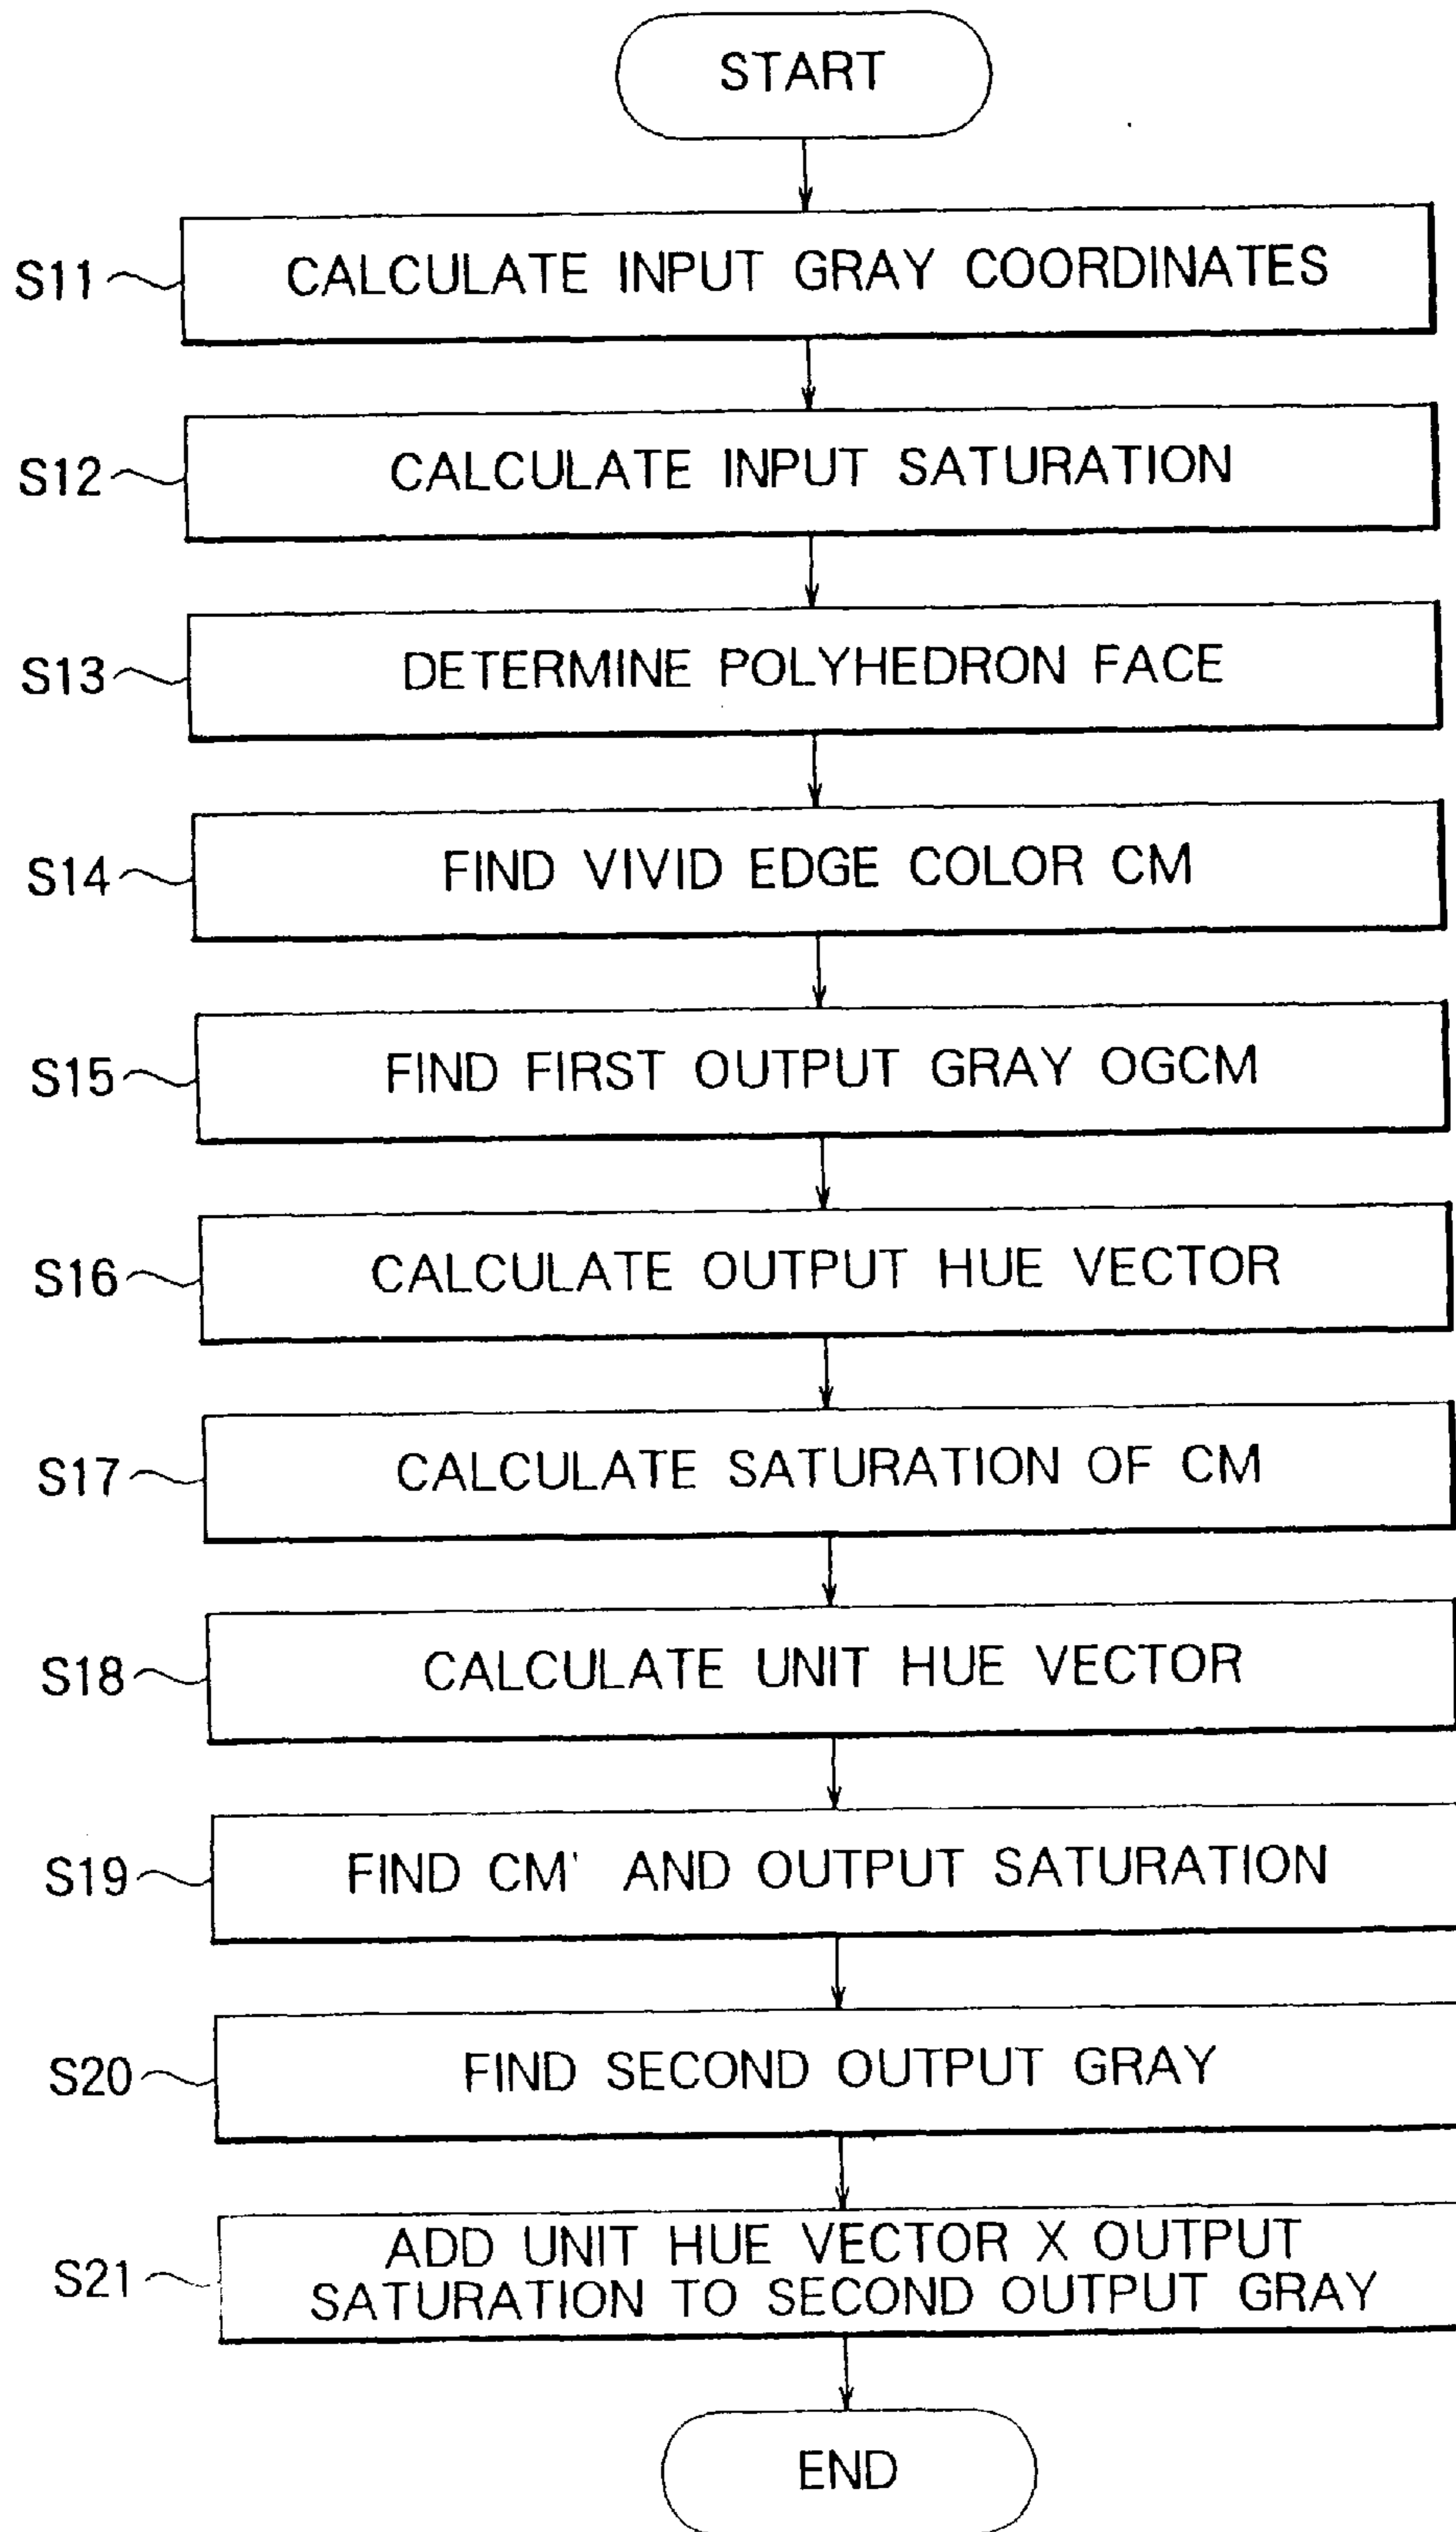 START
S11 CALCULATE INPUT GRAY COORDINATES
S12 CALCULATE INPUT SATURATION
S13 DETERMINE POLYHEDRON FACE
S14 FIND VIVID EDGE COLOR CM
S15 FIND FIRST OUTPUT GRAY OGCM
S16 CALCULATE OUTPUT HUE VECTOR
S17 CALCULATE SATURATION OF CM
S18 CALCULATE UNIT HUE VECTOR
S19 FIND CM' AND OUTPUT SATURATION
S20 FIND SECOND OUTPUT GRAY
S21 ADD UNIT HUE VECTOR X OUTPUT
SATURATION TO SECOND OUTPUT GRAY
END